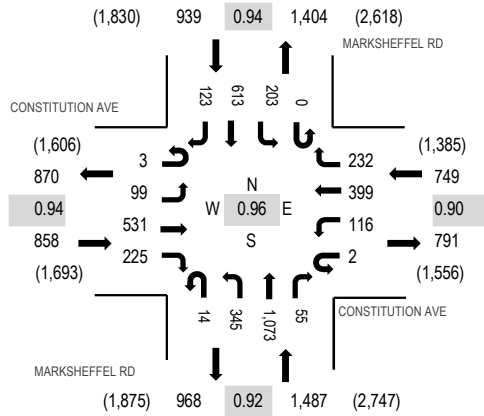 (1,830) 939 0.94 1,404 (2,618)
MARKSHEFFEL RD
123 613 203 0
CONSTITUTION AVE
(1,606) (1,385)
870 3 232 749
99 N 399
0.94 W 0.96 E 0.90
531 S 116
858 225 2 791
(1,693) (1,556)
14 345 1,073 55
CONSTITUTION AVE
MARKSHEFFEL RD
(1,875) 968 0.92 1,487 (2,747)